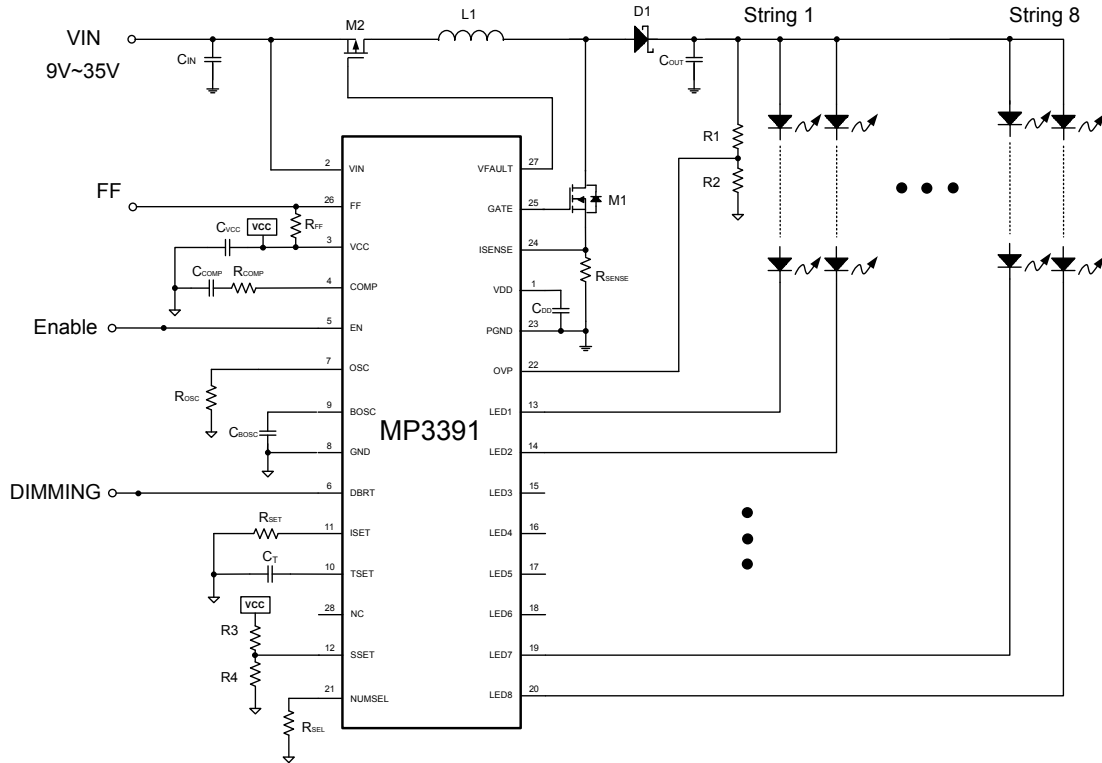 M2
L1
D1
String 1
String 8
VIN
9V~35V
CIN
COUT
R1
R2
2
VIN
VFAULT
27
FF
26
FF
RFF
GATE
25
M1
CVCC
VCC
3
VCC
ISENSE
24
RSENSE
CCOMP
RCOMP
4
COMP
VDD
1
CDD
Enable
5
EN
PGND
23
7
OSC
OVP
22
ROSC
9
BOSC
LED1
13
CBOSC
MP3391
8
GND
LED2
14
DIMMING
6
DBRT
LED3
15
RSET
11
ISET
LED4
16
CT
10
TSET
LED5
17
VCC
28
NC
LED6
18
R3
12
SSET
LED7
19
R4
21
NUMSEL
LED8
20
RSEL